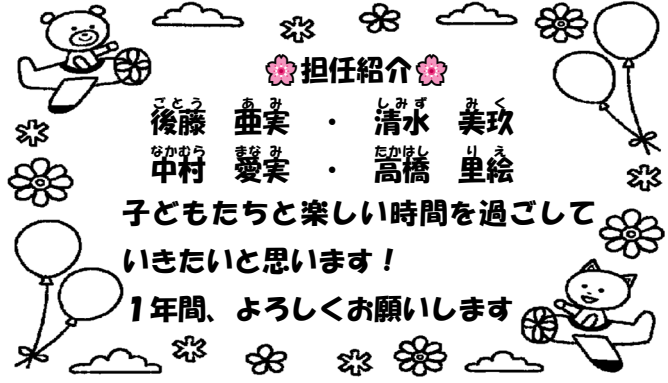 🌸担任紹介🌸
ごとう あみ しみず みく
後藤 亜実 ・ 清水 美玖
なかむら まなみ たかはし りえ
中村 愛実 ・ 高橋 里絵
子どもたちと楽しい時間を過ごして
いきたいと思います！
1年間、よろしくお願いします